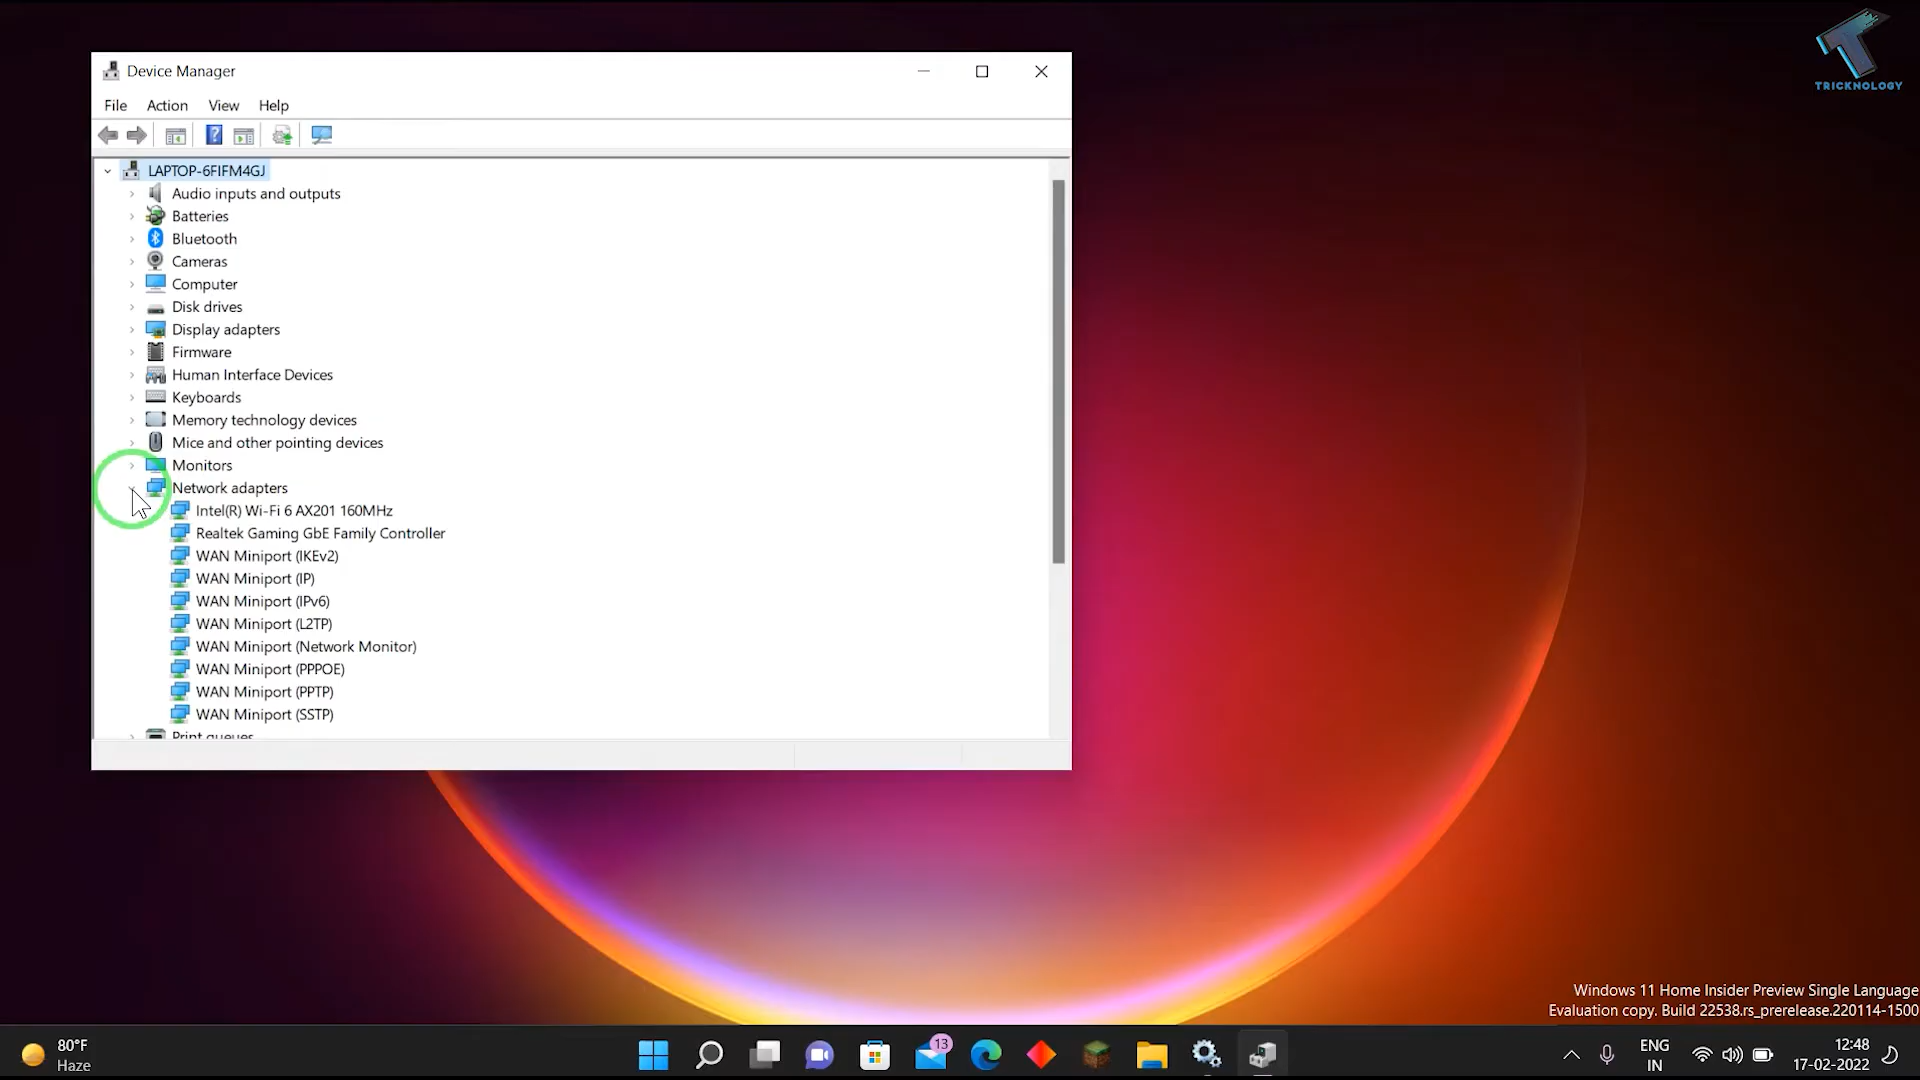 TRICKNOLOGY
Device Manager
File Action View Help
LAPTOP-6FIFM4GJ
Audio inputs and outputs
Batteries
Bluetooth
Cameras
Computer
Disk drives
Display adapters
Firmware
Human Interface Devices
Keyboards
Memory technology devices
Mice and other pointing devices
Monitors
Network adapters
Intel(R) Wi-Fi 6 AX201 160MHz
Realtek Gaming GbE Family Controller
WAN Miniport (IKEv2)
WAN Miniport (IP)
WAN Miniport (IPv6)
WAN Miniport (L2TP)
WAN Miniport (Network Monitor)
WAN Miniport (PPPOE)
WAN Miniport (PPTP)
WAN Miniport (SSTP)
Print queues
Windows 11 Home Insider Preview Single Language
Evaluation copy. Build 22538.rs_prerelease.220114-1500
80°F
Haze
13
ENG
IN
12:48
17-02-2022